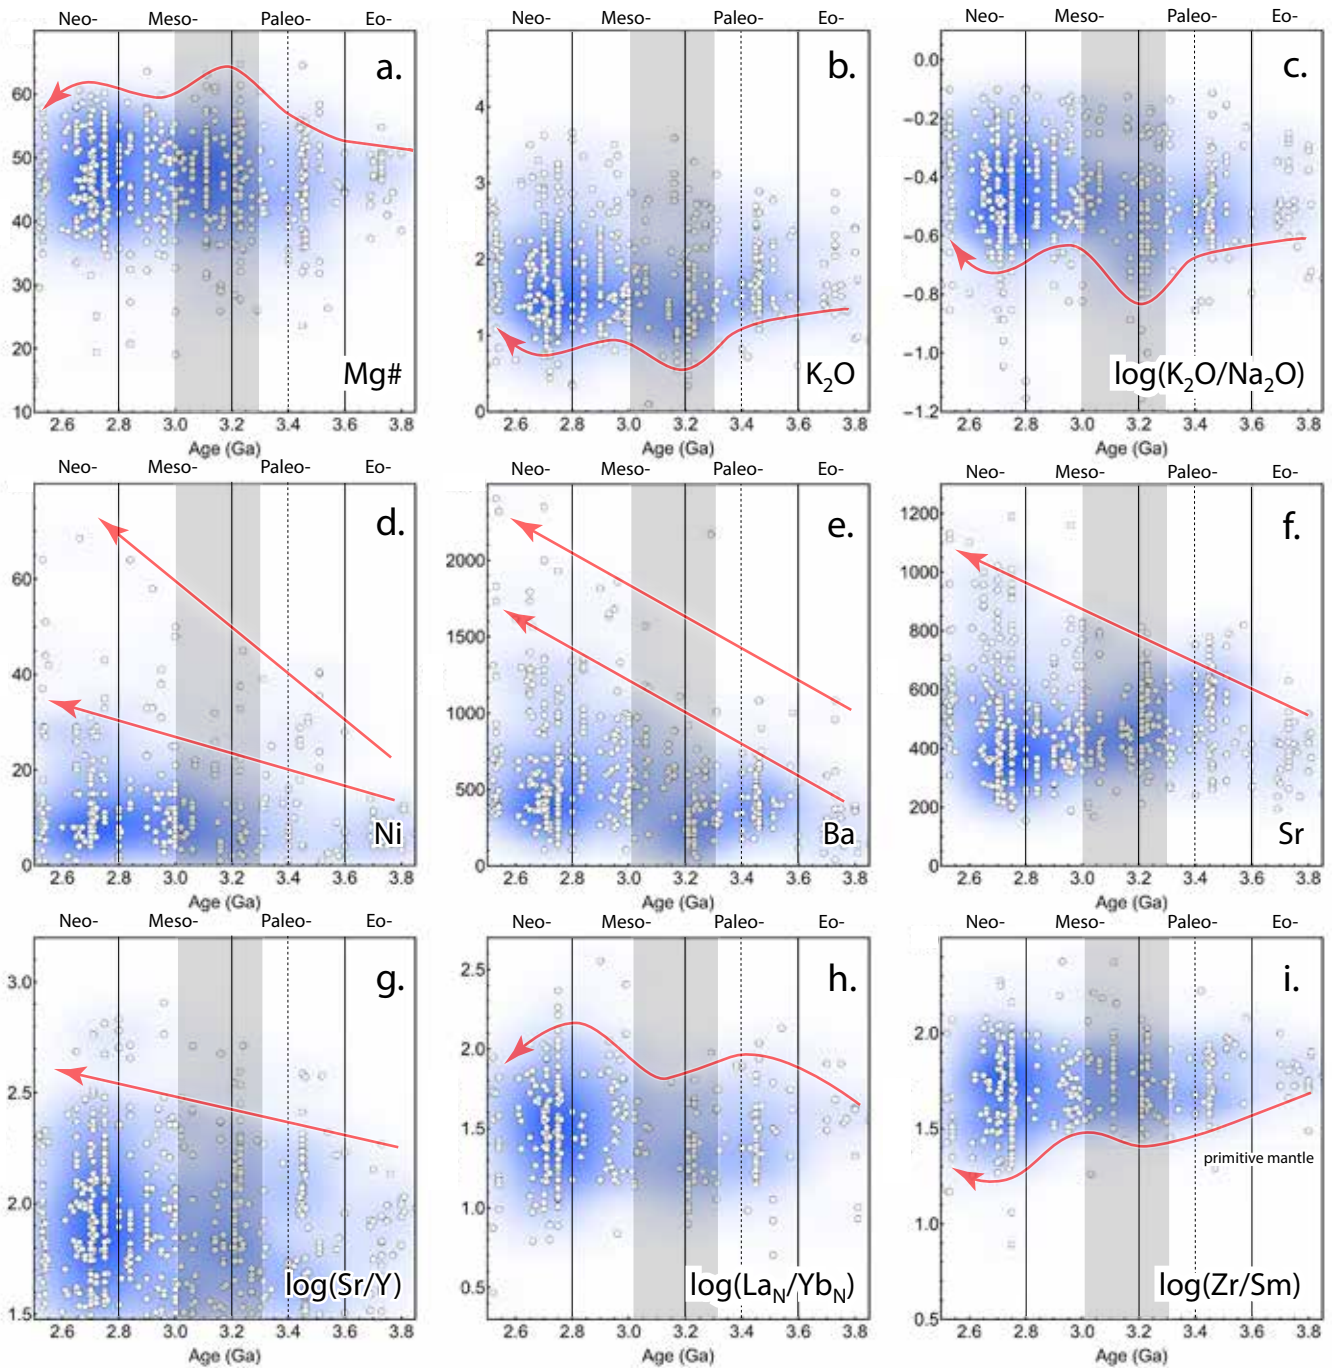 Neo- Meso- Paleo- Eo- Neo- Meso- Paleo- Eo- Neo- Meso- Paleo- Eo-
a. b. c.
60 50 40 30 20 10
4 3 2 1 0
0.0 −0.2 −0.4 −0.6 −0.8 −1.0 −1.2
Mg# K₂O log(K₂O/Na₂O)
2.6 2.8 3.0 3.2 3.4 3.6 3.8 2.6 2.8 3.0 3.2 3.4 3.6 3.8 2.6 2.8 3.0 3.2 3.4 3.6 3.8
Age (Ga) Age (Ga) Age (Ga)
Neo- Meso- Paleo- Eo- Neo- Meso- Paleo- Eo- Neo- Meso- Paleo- Eo-
d. e. f.
60 40 20 0
2000 1500 1000 500 0
1200 1000 800 600 400 200 0
Ni Ba Sr
2.6 2.8 3.0 3.2 3.4 3.6 3.8 2.6 2.8 3.0 3.2 3.4 3.6 3.8 2.6 2.8 3.0 3.2 3.4 3.6 3.8
Age (Ga) Age (Ga) Age (Ga)
Neo- Meso- Paleo- Eo- Neo- Meso- Paleo- Eo- Neo- Meso- Paleo- Eo-
g. h. i.
3.0 2.5 2.0 1.5
2.5 2.0 1.5 1.0 0.5
2.0 1.5 1.0 0.5
primitive mantle
log(Sr/Y) log(La_N/Yb_N) log(Zr/Sm)
2.6 2.8 3.0 3.2 3.4 3.6 3.8 2.6 2.8 3.0 3.2 3.4 3.6 3.8 2.6 2.8 3.0 3.2 3.4 3.6 3.8
Age (Ga) Age (Ga) Age (Ga)